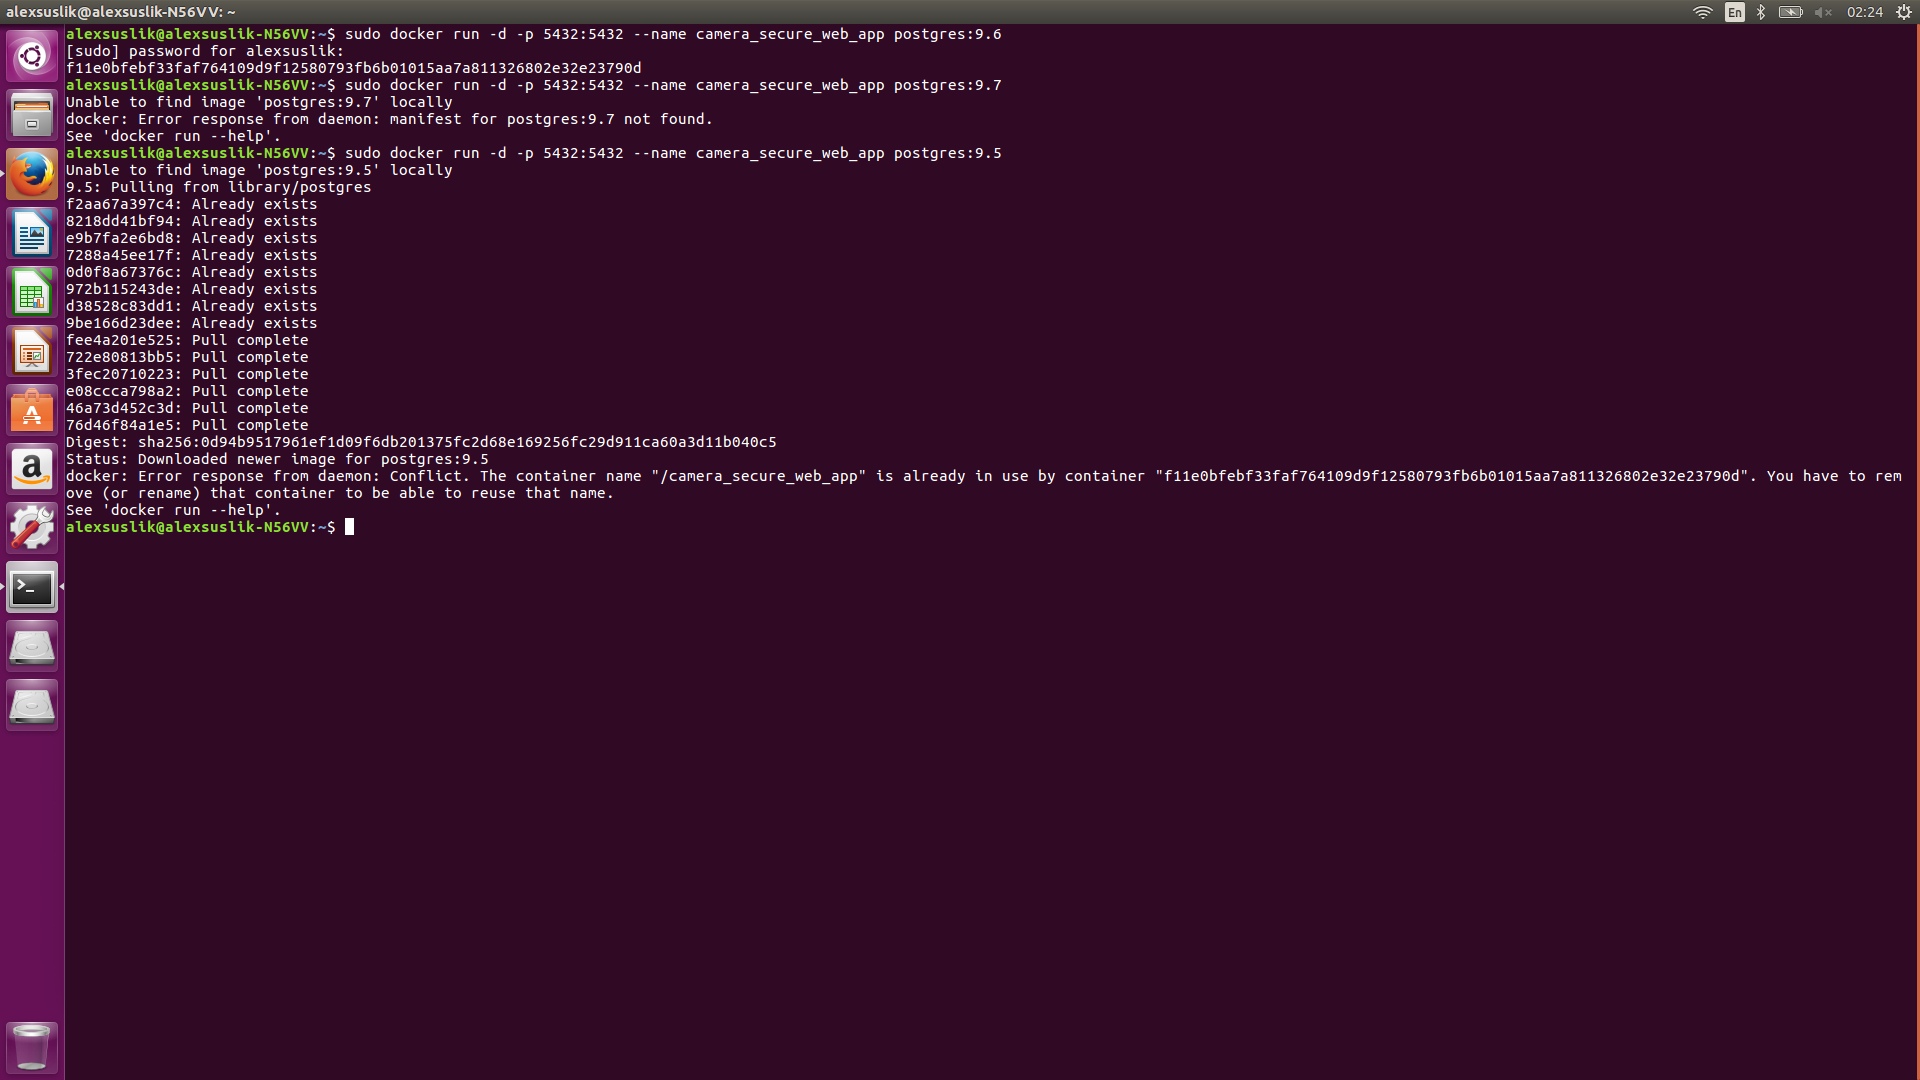 alexsuslik@alexsuslik-N56VV: ~
En
02:24
alexsuslik@alexsuslik-N56VV:~$ sudo docker run -d -p 5432:5432 --name camera_secure_web_app postgres:9.6
[sudo] password for alexsuslik:
f11e0bfebf33faf764109d9f12580793fb6b01015aa7a811326802e32e23790d
alexsuslik@alexsuslik-N56VV:~$ sudo docker run -d -p 5432:5432 --name camera_secure_web_app postgres:9.7
Unable to find image 'postgres:9.7' locally
docker: Error response from daemon: manifest for postgres:9.7 not found.
See 'docker run --help'.
alexsuslik@alexsuslik-N56VV:~$ sudo docker run -d -p 5432:5432 --name camera_secure_web_app postgres:9.5
Unable to find image 'postgres:9.5' locally
9.5: Pulling from library/postgres
f2aa67a397c4: Already exists
8218dd41bf94: Already exists
e9b7fa2e6bd8: Already exists
7288a45ee17f: Already exists
0d0f8a67376c: Already exists
972b115243de: Already exists
d38528c83dd1: Already exists
9be166d23dee: Already exists
fee4a201e525: Pull complete
722e80813bb5: Pull complete
3fec20710223: Pull complete
e08ccca798a2: Pull complete
46a73d452c3d: Pull complete
76d46f84a1e5: Pull complete
Digest: sha256:0d94b9517961ef1d09f6db201375fc2d68e169256fc29d911ca60a3d11b040c5
Status: Downloaded newer image for postgres:9.5
docker: Error response from daemon: Conflict. The container name "/camera_secure_web_app" is already in use by container "f11e0bfebf33faf764109d9f12580793fb6b01015aa7a811326802e32e23790d". You have to rem
ove (or rename) that container to be able to reuse that name.
See 'docker run --help'.
alexsuslik@alexsuslik-N56VV:~$